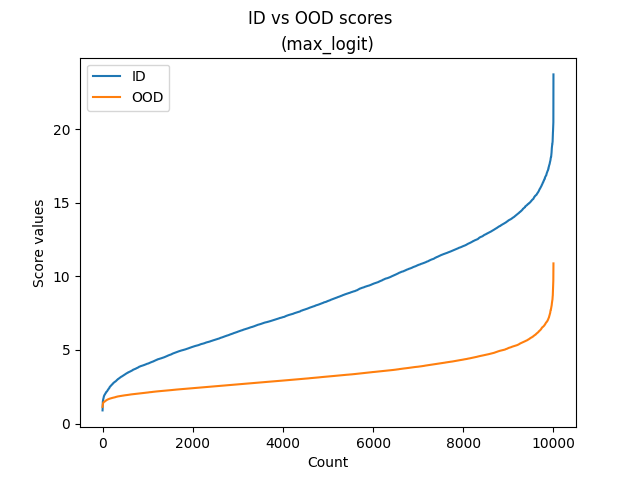 ID vs OOD scores
(max_logit)
ID
OOD
Score values
20
15
10
5
0
0
2000
4000
6000
8000
10000
Count